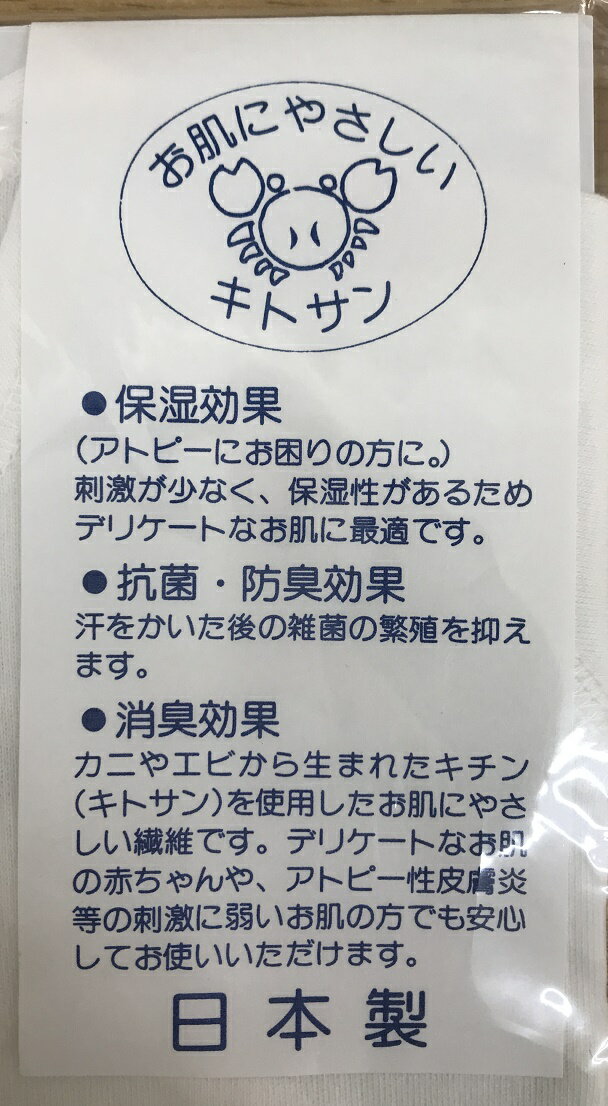 お肌にやさしい
キトサン
●保湿効果
(アトピーにお困りの方に。)
刺激が少なく、保湿性があるため
デリケートなお肌に最適です。
●抗菌・防臭効果
汗をかいた後の雑菌の繁殖を抑え
ます。
●消臭効果
カニやエビから生まれたキチン
(キトサン)を使用したお肌にやさ
しい繊維です。デリケートなお肌
の赤ちゃんや、アトピー性皮膚炎
等の刺激に弱いお肌の方でも安心
してお使いいただけます。
日本製